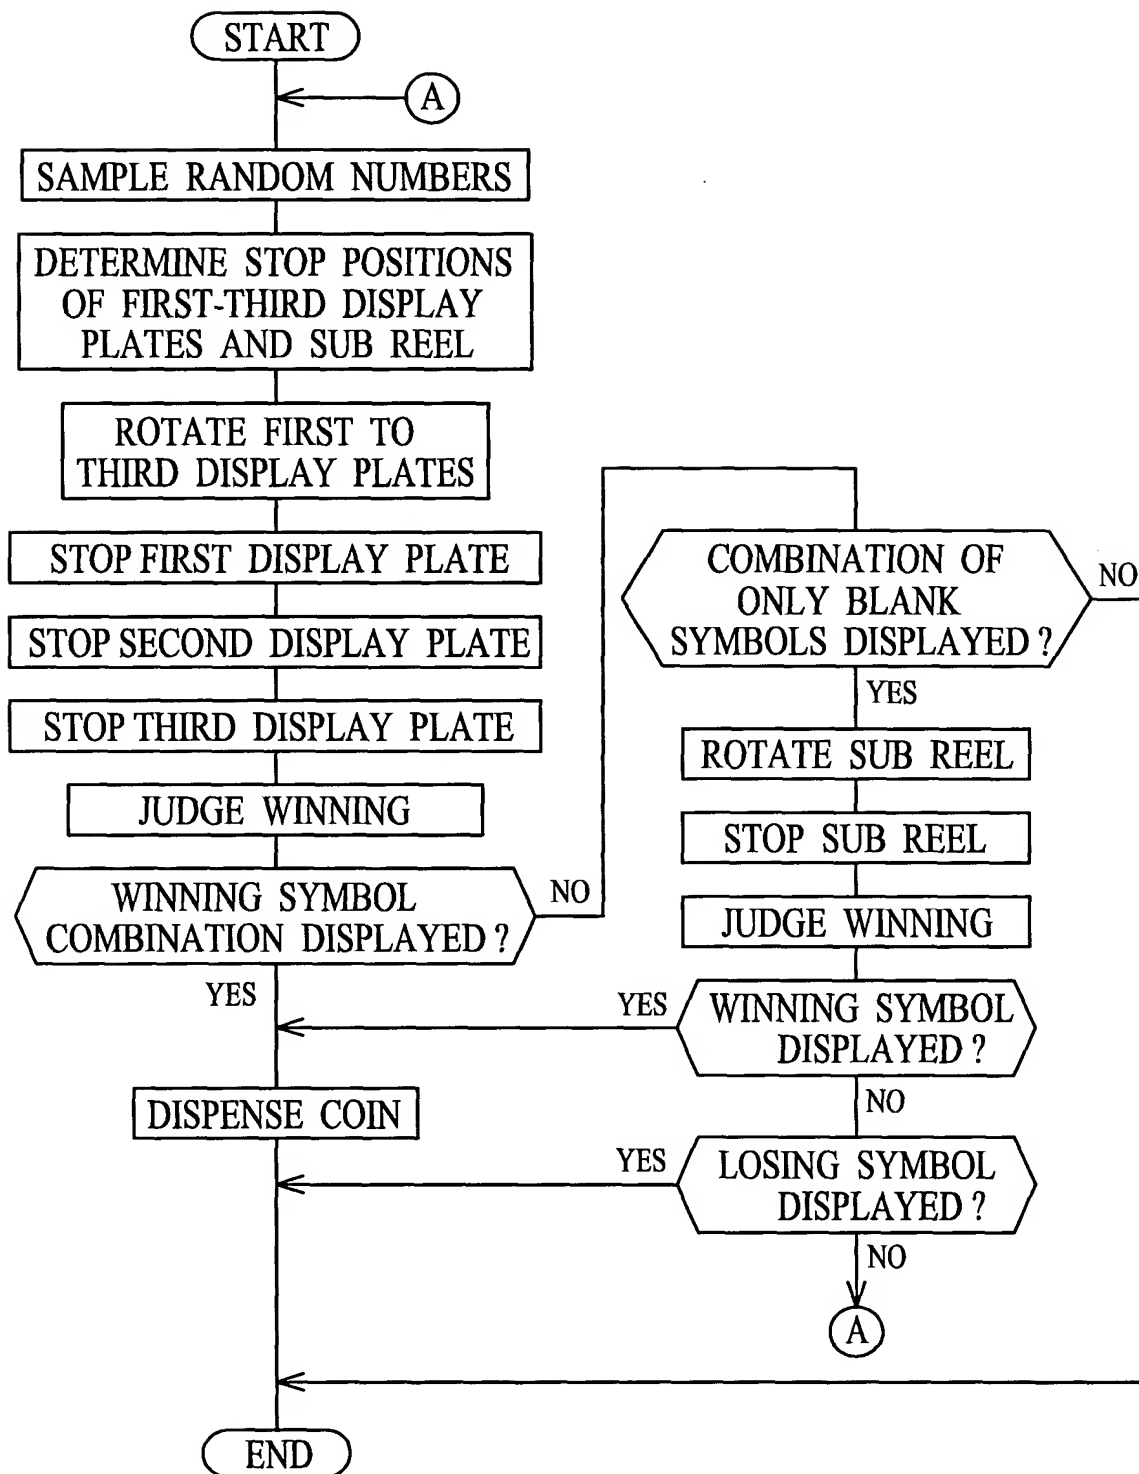 START
A
SAMPLE RANDOM NUMBERS
DETERMINE STOP POSITIONS
OF FIRST-THIRD DISPLAY
PLATES AND SUB REEL
ROTATE FIRST TO
THIRD DISPLAY PLATES
STOP FIRST DISPLAY PLATE
STOP SECOND DISPLAY PLATE
STOP THIRD DISPLAY PLATE
JUDGE WINNING
WINNING SYMBOL
COMBINATION DISPLAYED ?
NO
YES
DISPENSE COIN
COMBINATION OF
ONLY BLANK
SYMBOLS DISPLAYED ?
NO
YES
ROTATE SUB REEL
STOP SUB REEL
JUDGE WINNING
WINNING SYMBOL
DISPLAYED ?
YES
NO
LOSING SYMBOL
DISPLAYED ?
YES
NO
A
END